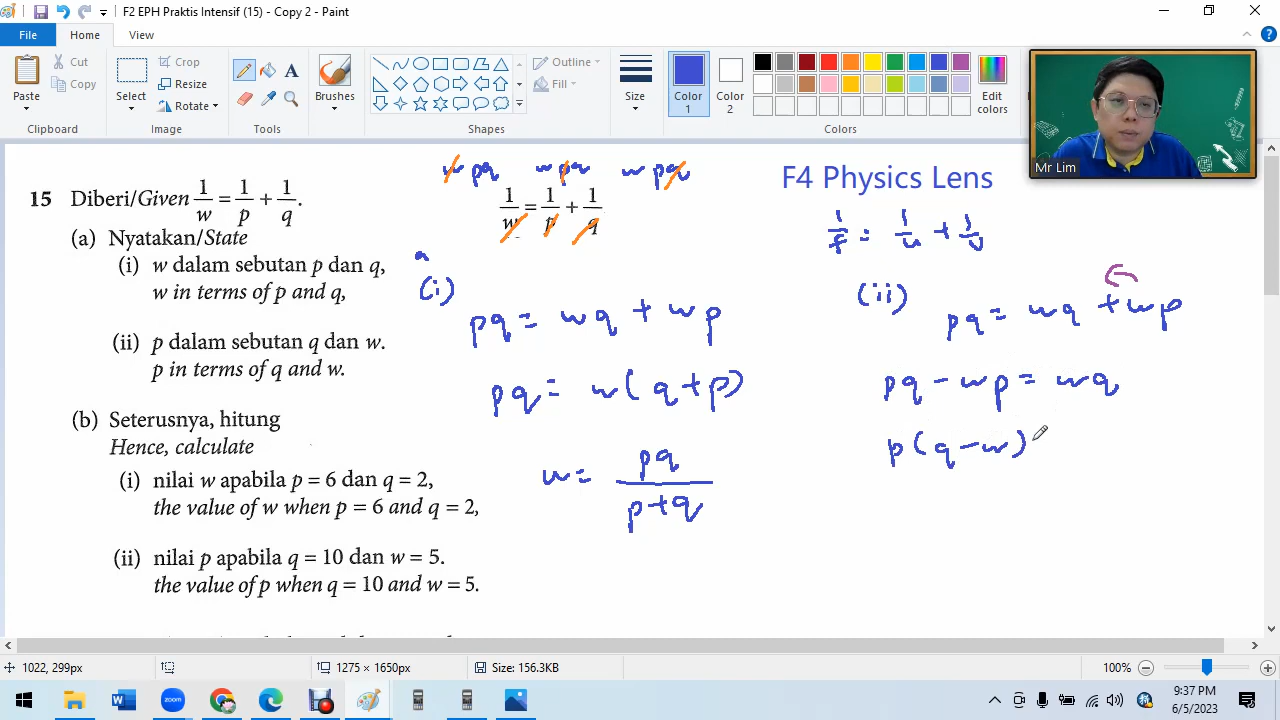 F2 EPH Praktis Intensif (15) - Copy 2 - Paint
File Home View
Paste Cut Copy Clipboard
Select Crop Resize Rotate Image
Tools
Brushes
Outline Fill Shapes
Size
Color 1 Color 2 Edit colors Colors
Mr Lim
15 Diberi/Given 1/w = 1/p + 1/q.
(a) Nyatakan/State
(i) w dalam sebutan p dan q,
w in terms of p and q,
(ii) p dalam sebutan q dan w.
p in terms of q and w.
(b) Seterusnya, hitung
Hence, calculate
(i) nilai w apabila p = 6 dan q = 2,
the value of w when p = 6 and q = 2,
(ii) nilai p apabila q = 10 dan w = 5.
the value of p when q = 10 and w = 5.
wpq wpq wpq
1/w = 1/p + 1/q
a
(i)
pq = wq + wp
pq = w(q+p)
w = pq/p+q
F4 Physics Lens
1/f = 1/u + 1/v
(ii)
pq = wq + wp
pq - wp = wq
p(q-w)
1022, 299px
1275 × 1650px
Size: 156.3KB
100%
9:37 PM
6/5/2023